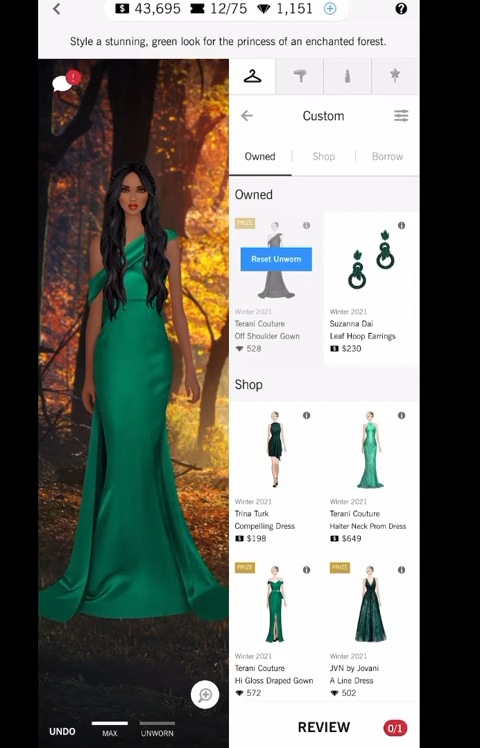 43,695 12/75 1,151
Style a stunning, green look for the princess of an enchanted forest.
!
Custom
Owned Shop Borrow
Owned
PRIZE
Reset Unworn
Winter 2021
Terani Couture
Off Shoulder Gown
528
Winter 2021
Suzanna Dai
Leaf Hoop Earrings
$ $230
Shop
Winter 2021
Trina Turk
Compelling Dress
$ $198
Winter 2021
Terani Couture
Halter Neck Prom Dress
$ $649
PRIZE
Winter 2021
Terani Couture
Hi Gloss Draped Gown
572
PRIZE
Winter 2021
JVN by Jovani
A Line Dress
502
UNDO
MAX
UNWORN
REVIEW
0/1